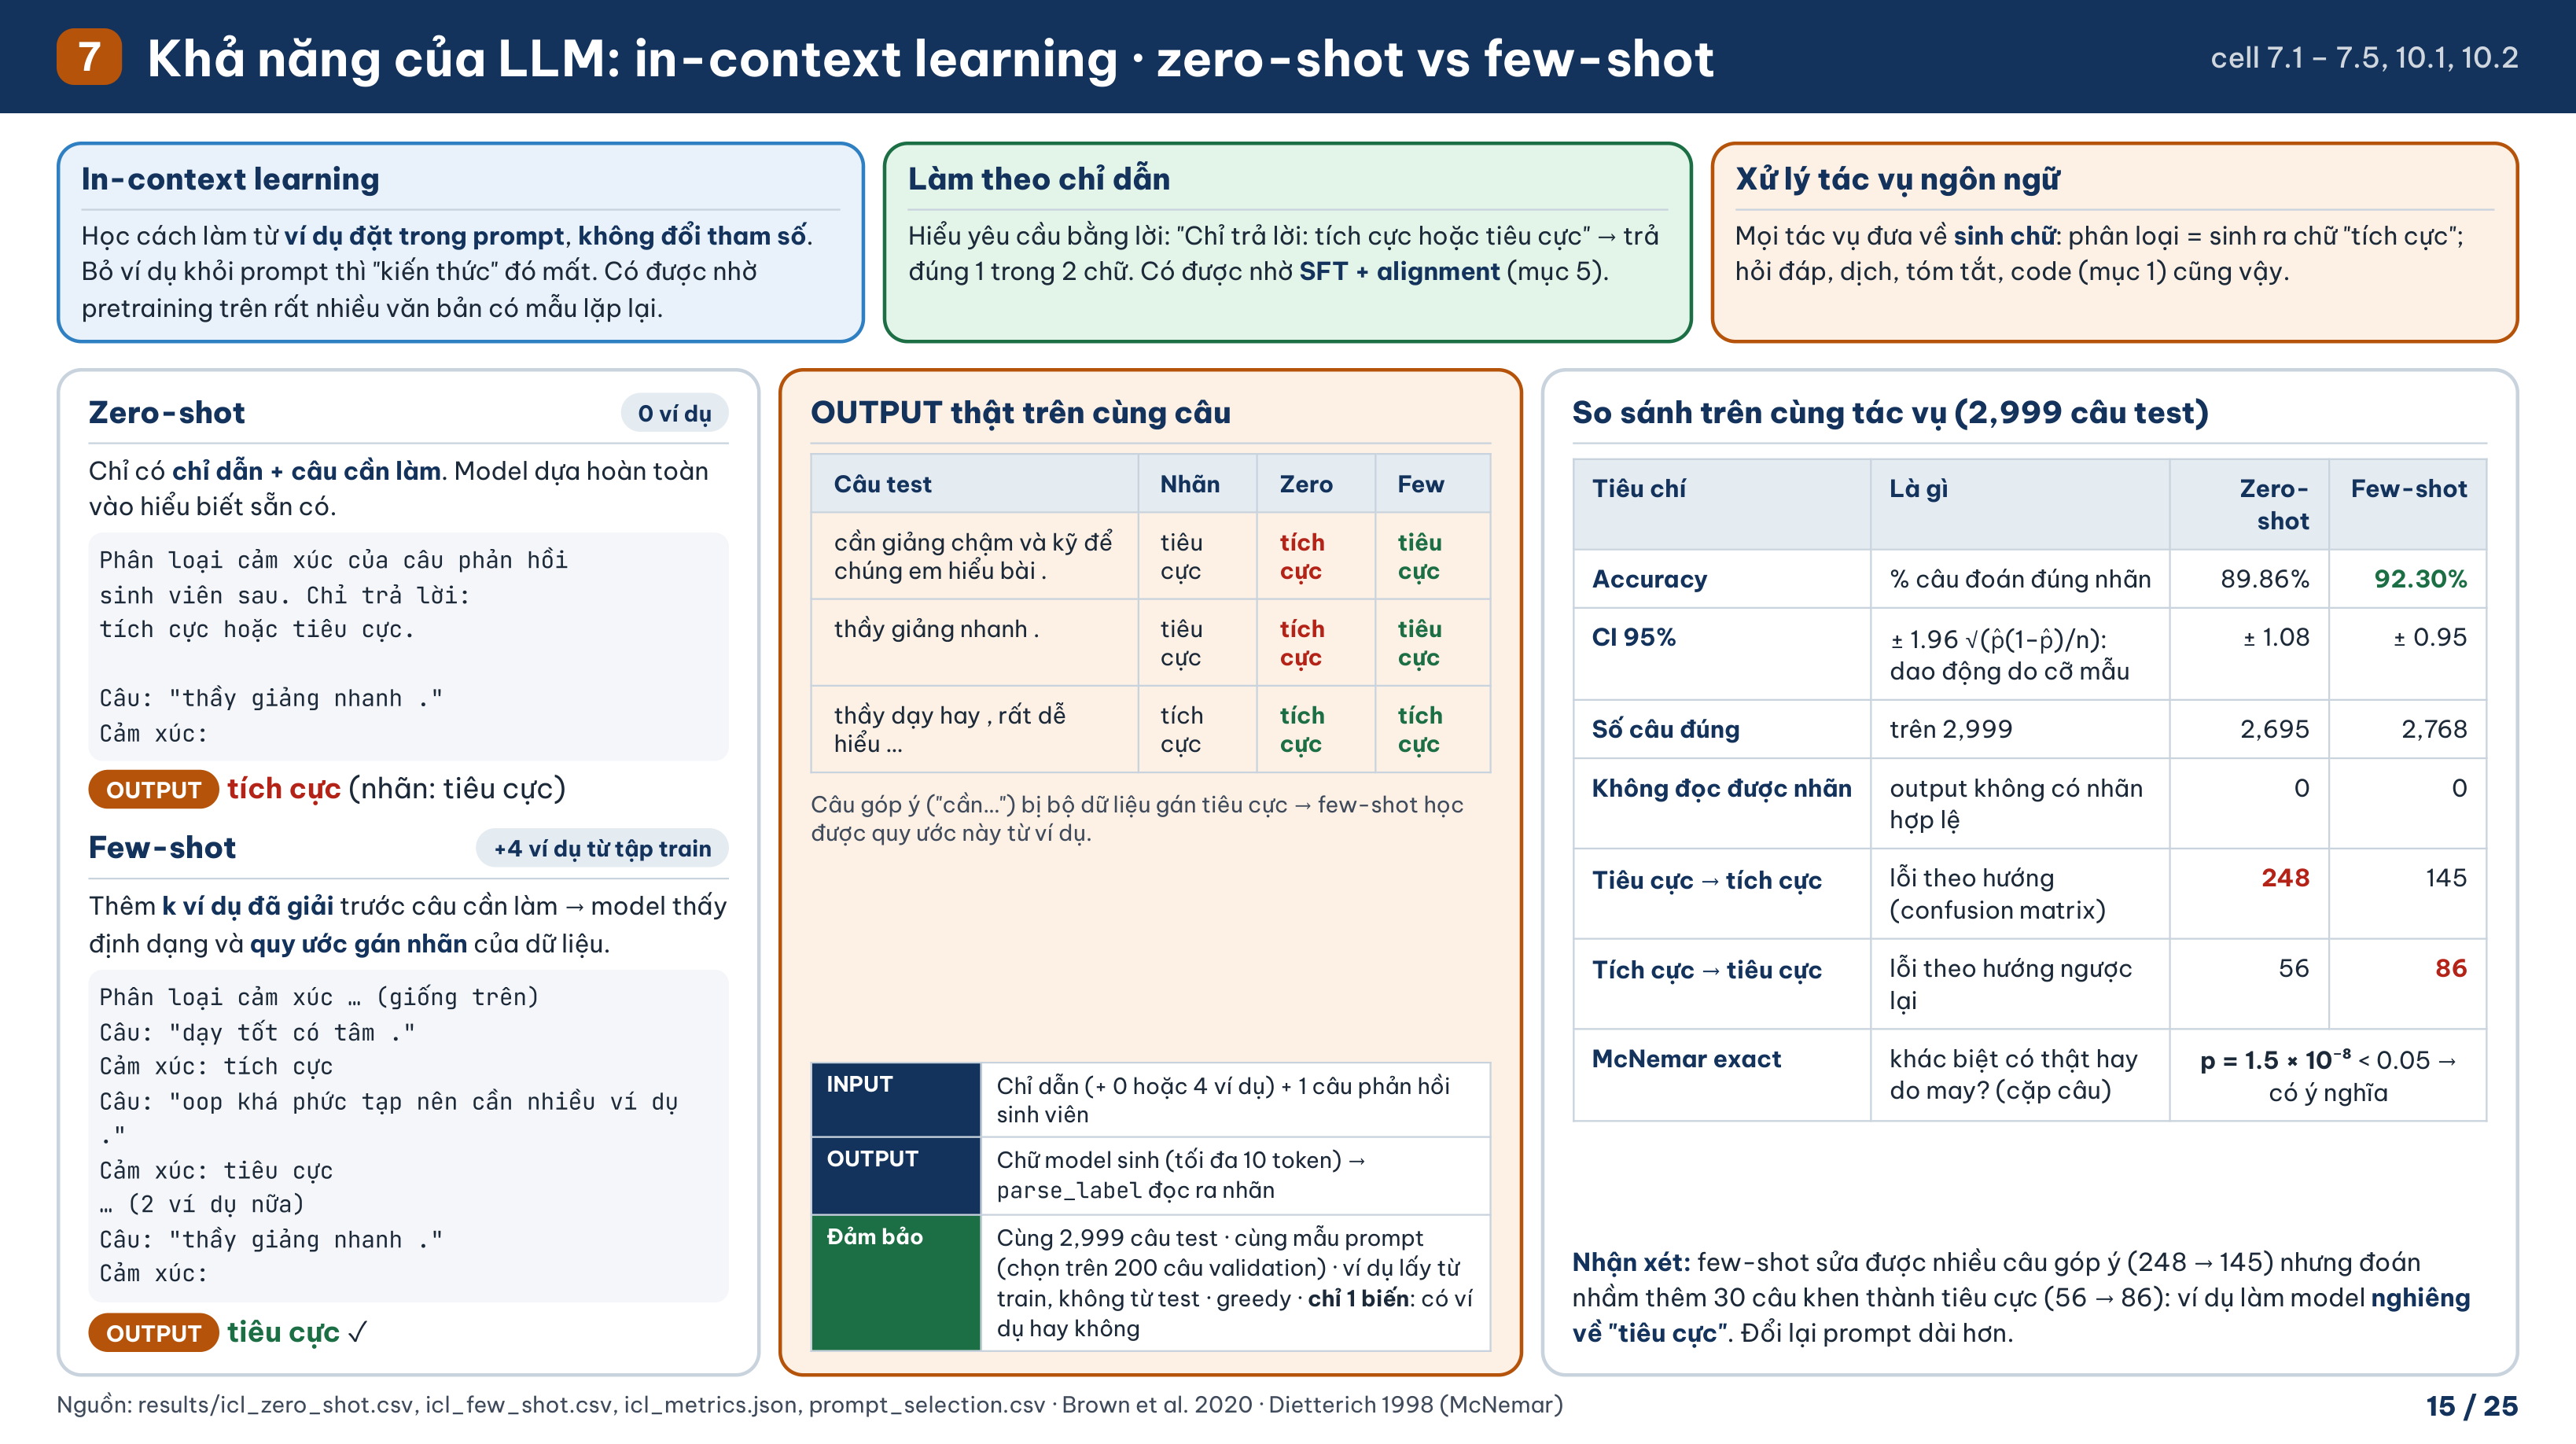 7
Khả năng của LLM: in-context learning · zero-shot vs few-shot
cell 7.1 – 7.5, 10.1, 10.2
In-context learning
Học cách làm từ ví dụ đặt trong prompt, không đổi tham số.
Bỏ ví dụ khỏi prompt thì "kiến thức" đó mất. Có được nhờ
pretraining trên rất nhiều văn bản có mẫu lặp lại.
Làm theo chỉ dẫn
Hiểu yêu cầu bằng lời: "Chỉ trả lời: tích cực hoặc tiêu cực" → trả
đúng 1 trong 2 chữ. Có được nhờ SFT + alignment (mục 5).
Xử lý tác vụ ngôn ngữ
Mọi tác vụ đưa về sinh chữ: phân loại = sinh ra chữ "tích cực";
hỏi đáp, dịch, tóm tắt, code (mục 1) cũng vậy.
Zero-shot
0 ví dụ
Chỉ có chỉ dẫn + câu cần làm. Model dựa hoàn toàn
vào hiểu biết sẵn có.
Phân loại cảm xúc của câu phản hồi
sinh viên sau. Chỉ trả lời:
tích cực hoặc tiêu cực.
Câu: "thầy giảng nhanh ."
Cảm xúc:
OUTPUT tích cực (nhãn: tiêu cực)
Few-shot
+4 ví dụ từ tập train
Thêm k ví dụ đã giải trước câu cần làm → model thấy
định dạng và quy ước gán nhãn của dữ liệu.
Phân loại cảm xúc … (giống trên)
Câu: "dạy tốt có tâm ."
Cảm xúc: tích cực
Câu: "oop khá phức tạp nên cần nhiều ví dụ
."
Cảm xúc: tiêu cực
… (2 ví dụ nữa)
Câu: "thầy giảng nhanh ."
Cảm xúc:
OUTPUT tiêu cực ✓
OUTPUT thật trên cùng câu
Câu test Nhãn Zero Few
cần giảng chậm và kỹ để tiêu tích tiêu
chúng em hiểu bài . cực cực cực
thầy giảng nhanh . tiêu tích tiêu
cực cực cực
thầy dạy hay , rất dễ tích tích tích
hiểu ... cực cực cực
Câu góp ý ("cần...") bị bộ dữ liệu gán tiêu cực → few-shot học
được quy ước này từ ví dụ.
INPUT Chỉ dẫn (+ 0 hoặc 4 ví dụ) + 1 câu phản hồi
sinh viên
OUTPUT Chữ model sinh (tối đa 10 token) →
parse_label đọc ra nhãn
Đảm bảo Cùng 2,999 câu test · cùng mẫu prompt
(chọn trên 200 câu validation) · ví dụ lấy từ
train, không từ test · greedy · chỉ 1 biến: có ví
dụ hay không
So sánh trên cùng tác vụ (2,999 câu test)
Tiêu chí Là gì Zero- Few-shot
shot
Accuracy % câu đoán đúng nhãn 89.86% 92.30%
CI 95% ± 1.96 √(p̂(1−p̂)/n): ± 1.08 ± 0.95
dao động do cỡ mẫu
Số câu đúng trên 2,999 2,695 2,768
Không đọc được nhãn output không có nhãn 0 0
hợp lệ
Tiêu cực → tích cực lỗi theo hướng 248 145
(confusion matrix)
Tích cực → tiêu cực lỗi theo hướng ngược 56 86
lại
McNemar exact khác biệt có thật hay p = 1.5 × 10⁻⁸ < 0.05 →
do may? (cặp câu) có ý nghĩa
Nhận xét: few-shot sửa được nhiều câu góp ý (248 → 145) nhưng đoán
nhầm thêm 30 câu khen thành tiêu cực (56 → 86): ví dụ làm model nghiêng
về "tiêu cực". Đổi lại prompt dài hơn.
Nguồn: results/icl_zero_shot.csv, icl_few_shot.csv, icl_metrics.json, prompt_selection.csv · Brown et al. 2020 · Dietterich 1998 (McNemar)
15 / 25